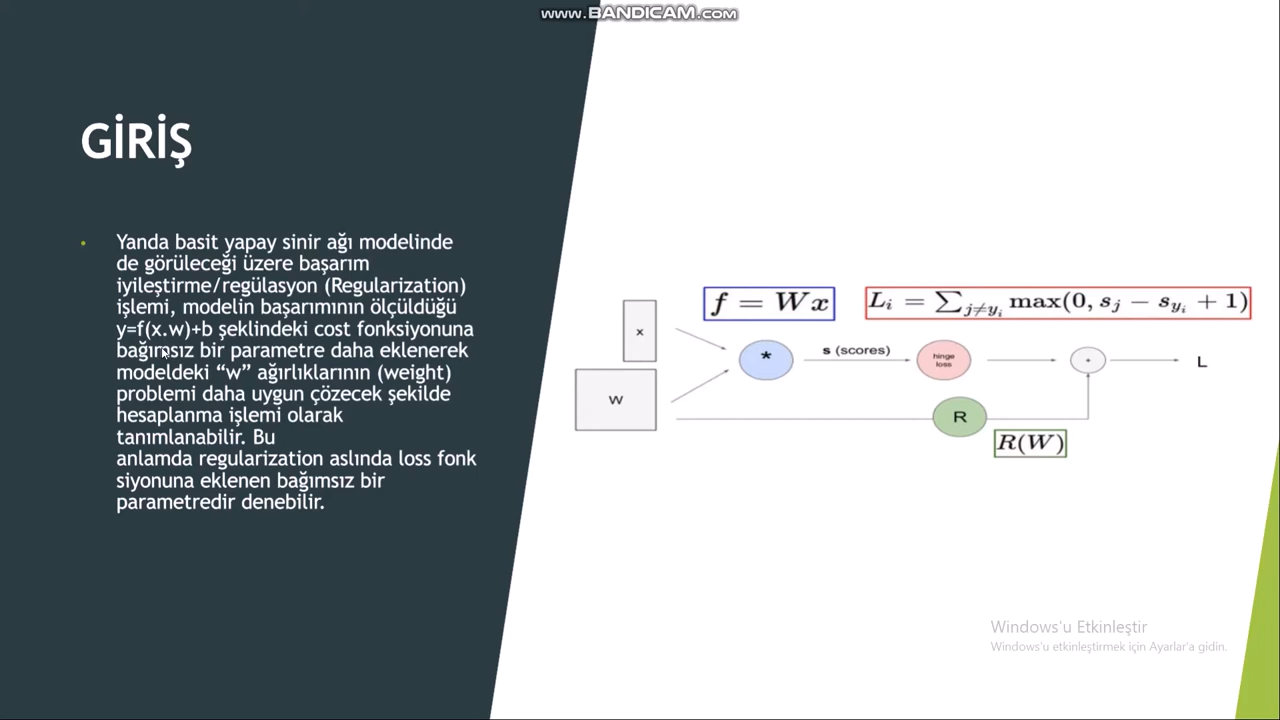 www.BANDICAM.com
GİRİŞ
• Yanda basit yapay sinir ağı modelinde
de görüleceği üzere başarım
iyileştirme/regülasyon (Regularization)
işlemi, modelin başarımının ölçüldüğü
y=f(x.w)+b şeklindeki cost fonksiyonuna
bağımsız bir parametre daha eklenerek
modeldeki “w” ağırlıklarının (weight)
problemi daha uygun çözecek şekilde
hesaplanma işlemi olarak
tanımlanabilir. Bu
anlamda regularization aslında loss fonk
siyonuna eklenen bağımsız bir
parametredir denebilir.
f = Wx
L_i = ∑_{j≠y_i} max(0, s_j − s_{y_i} + 1)
x
W
*
s (scores)
hinge
loss
+
L
R
R(W)
Windows'u Etkinleştir
Windows'u etkinleştirmek için Ayarlar'a gidin.